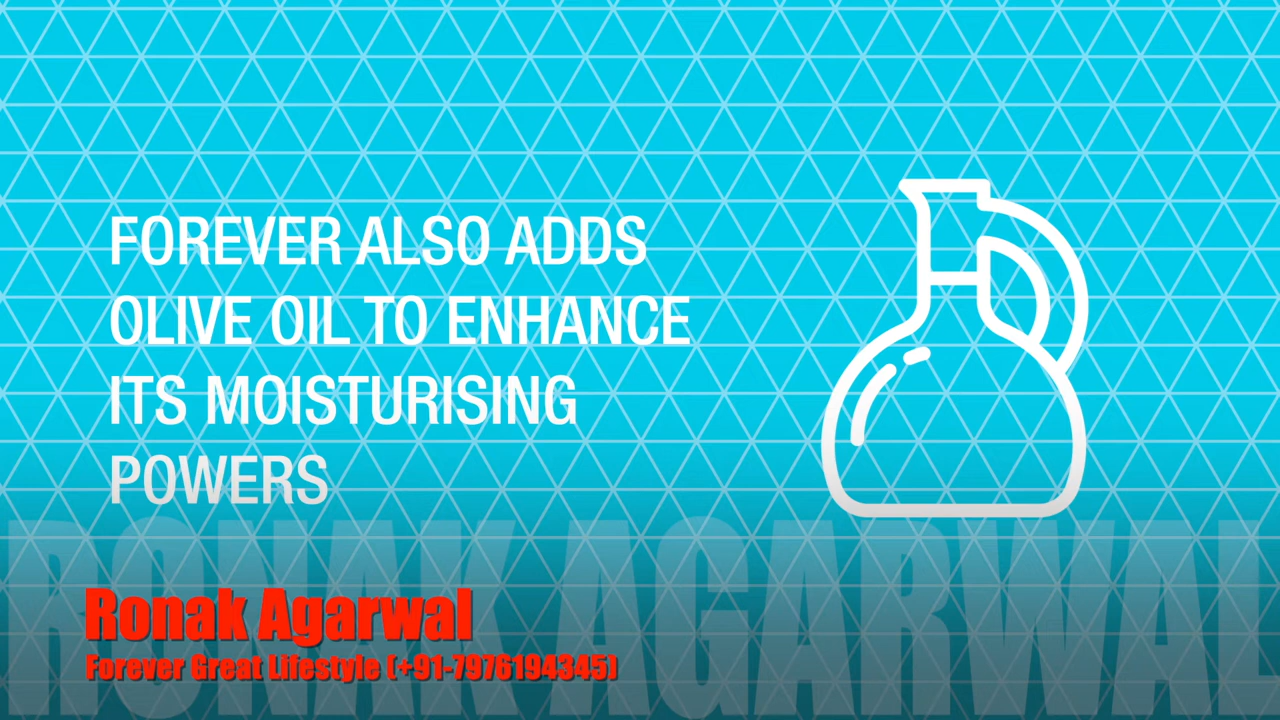 FOREVER ALSO ADDS
OLIVE OIL TO ENHANCE
ITS MOISTURISING
POWERS
RONAK AGARWAL
Ronak Agarwal
Forever Great Lifestyle (+91-7976194345)